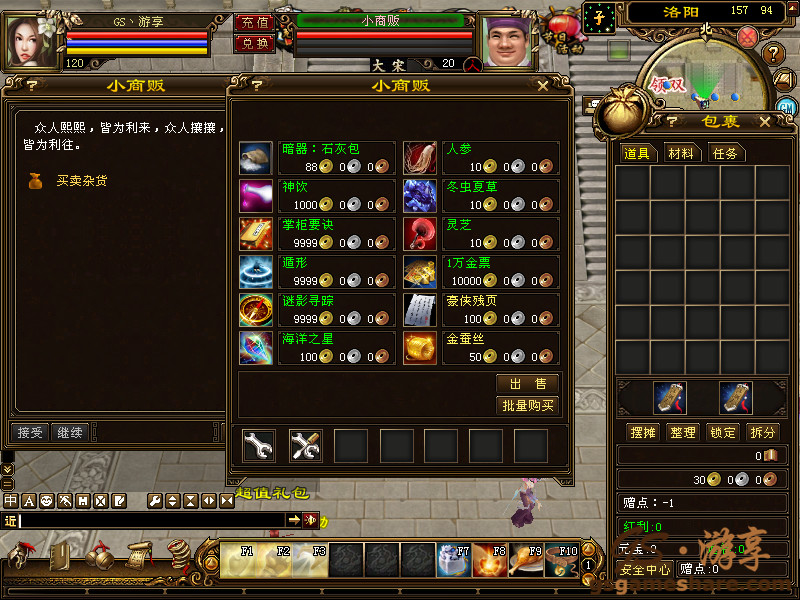 GS丶游享
120
充值
兑换
小商贩
大宋
20
节日活动
子
洛阳
157 94
北
领双
小商贩
众人熙熙，皆为利来，众人攘攘，
皆为利往。
买卖杂货
接受
继续
小商贩
暗器：石灰包
88 0 0
人参
10 0 0
神饮
1000 0 0
冬虫夏草
10 0 0
掌柜要诀
9999 0 0
灵芝
10 0 0
遁形
9999 0 0
1万金票
10000 0 0
谜影寻踪
9999 0 0
豪侠残页
100 0 0
海洋之星
100 0 0
金蚕丝
50 0 0
出 售
批量购买
包裹
道具
材料
任务
摆摊
整理
锁定
拆分
0
30 0 0
赠点：-1
红利:0
元宝:0
安全中心
赠点:0
超值礼包
中 A M
近
F1 F2 F3 F7 F8 F9 F10
1
游享
gsgameshare.com